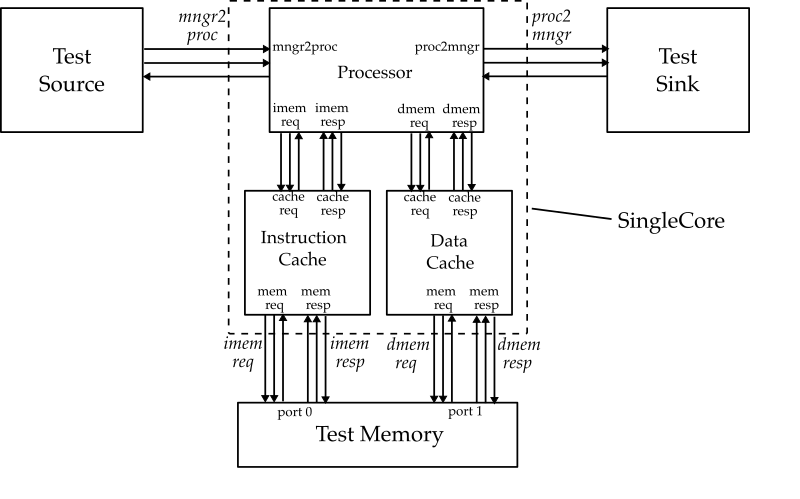 mngr2
proc
proc2
mngr
Test
Source
mngr2proc
proc2mngr
Processor
Test
Sink
imem
req
imem
resp
dmem
req
dmem
resp
cache
req
cache
resp
cache
req
cache
resp
SingleCore
Instruction
Cache
Data
Cache
mem
req
mem
resp
mem
req
mem
resp
imem
req
imem
resp
dmem
req
dmem
resp
port 0
port 1
Test Memory